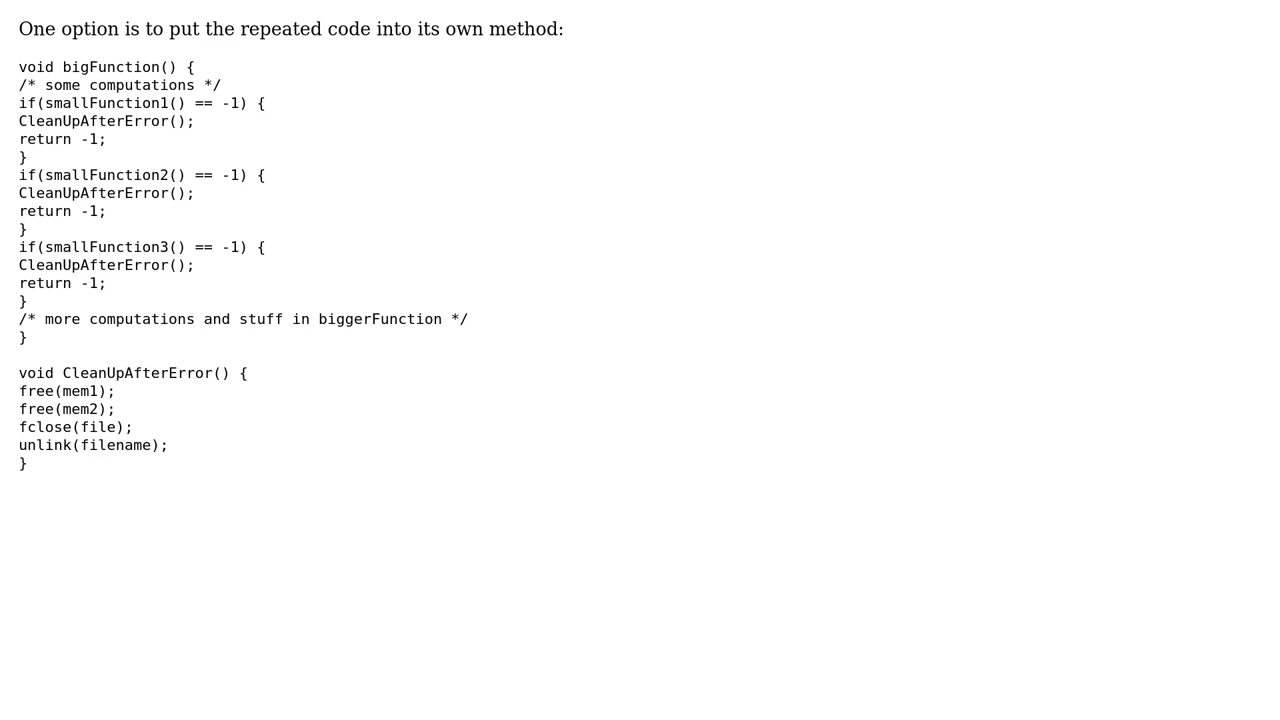 One option is to put the repeated code into its own method:
void bigFunction() {
/* some computations */
if(smallFunction1() == -1) {
CleanUpAfterError();
return -1;
}
if(smallFunction2() == -1) {
CleanUpAfterError();
return -1;
}
if(smallFunction3() == -1) {
CleanUpAfterError();
return -1;
}
/* more computations and stuff in biggerFunction */
}
void CleanUpAfterError() {
free(mem1);
free(mem2);
fclose(file);
unlink(filename);
}